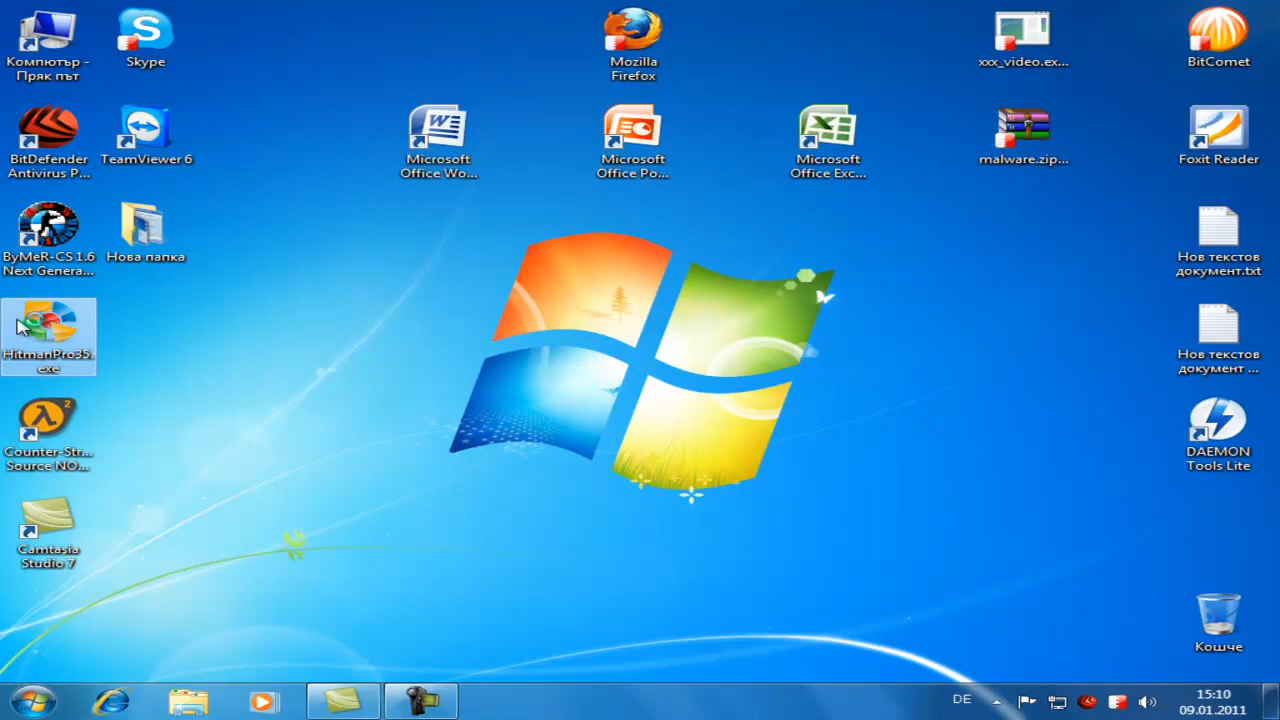 Компютър -
Пряк път
Skype
Mozilla
Firefox
xxx_video.ex...
BitComet
BitDefender
Antivirus P...
TeamViewer 6
Microsoft
Office Wo...
Microsoft
Office Po...
Microsoft
Office Exc...
malware.zip...
Foxit Reader
ByMeR-CS 1.6
Next Genera...
Нова папка
Нов текстов
документ.txt
HitmanPro35.
exe
Нов текстов
документ ...
Counter-Str...
Source NO...
DAEMON
Tools Lite
Camtasia
Studio 7
Кошче
DE
15:10
09.01.2011